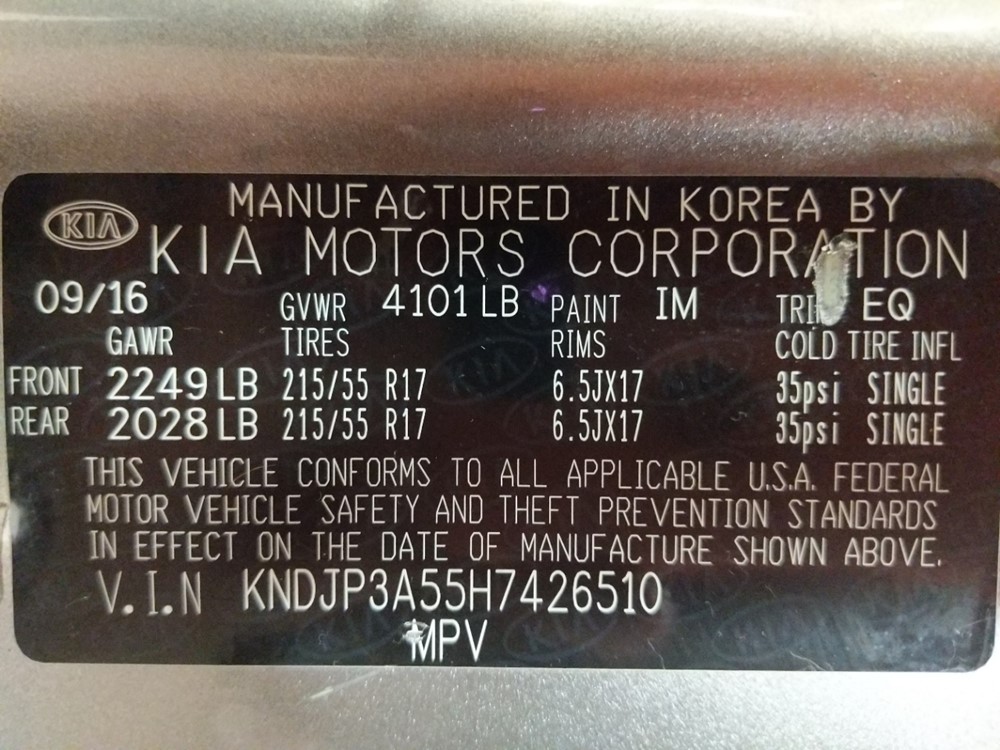 KIA
MANUFACTURED IN KOREA BY
KIA MOTORS CORPORATION
09/16 GVWR 4101 LB PAINT IM TRIM EQ
GAWR TIRES RIMS COLD TIRE INFL
FRONT 2249 LB 215/55 R17 6.5JX17 35psi SINGLE
REAR 2028 LB 215/55 R17 6.5JX17 35psi SINGLE
THIS VEHICLE CONFORMS TO ALL APPLICABLE U.S.A. FEDERAL
MOTOR VEHICLE SAFETY AND THEFT PREVENTION STANDARDS
IN EFFECT ON THE DATE OF MANUFACTURE SHOWN ABOVE.
V.I.N KNDJP3A55H7426510
MPV